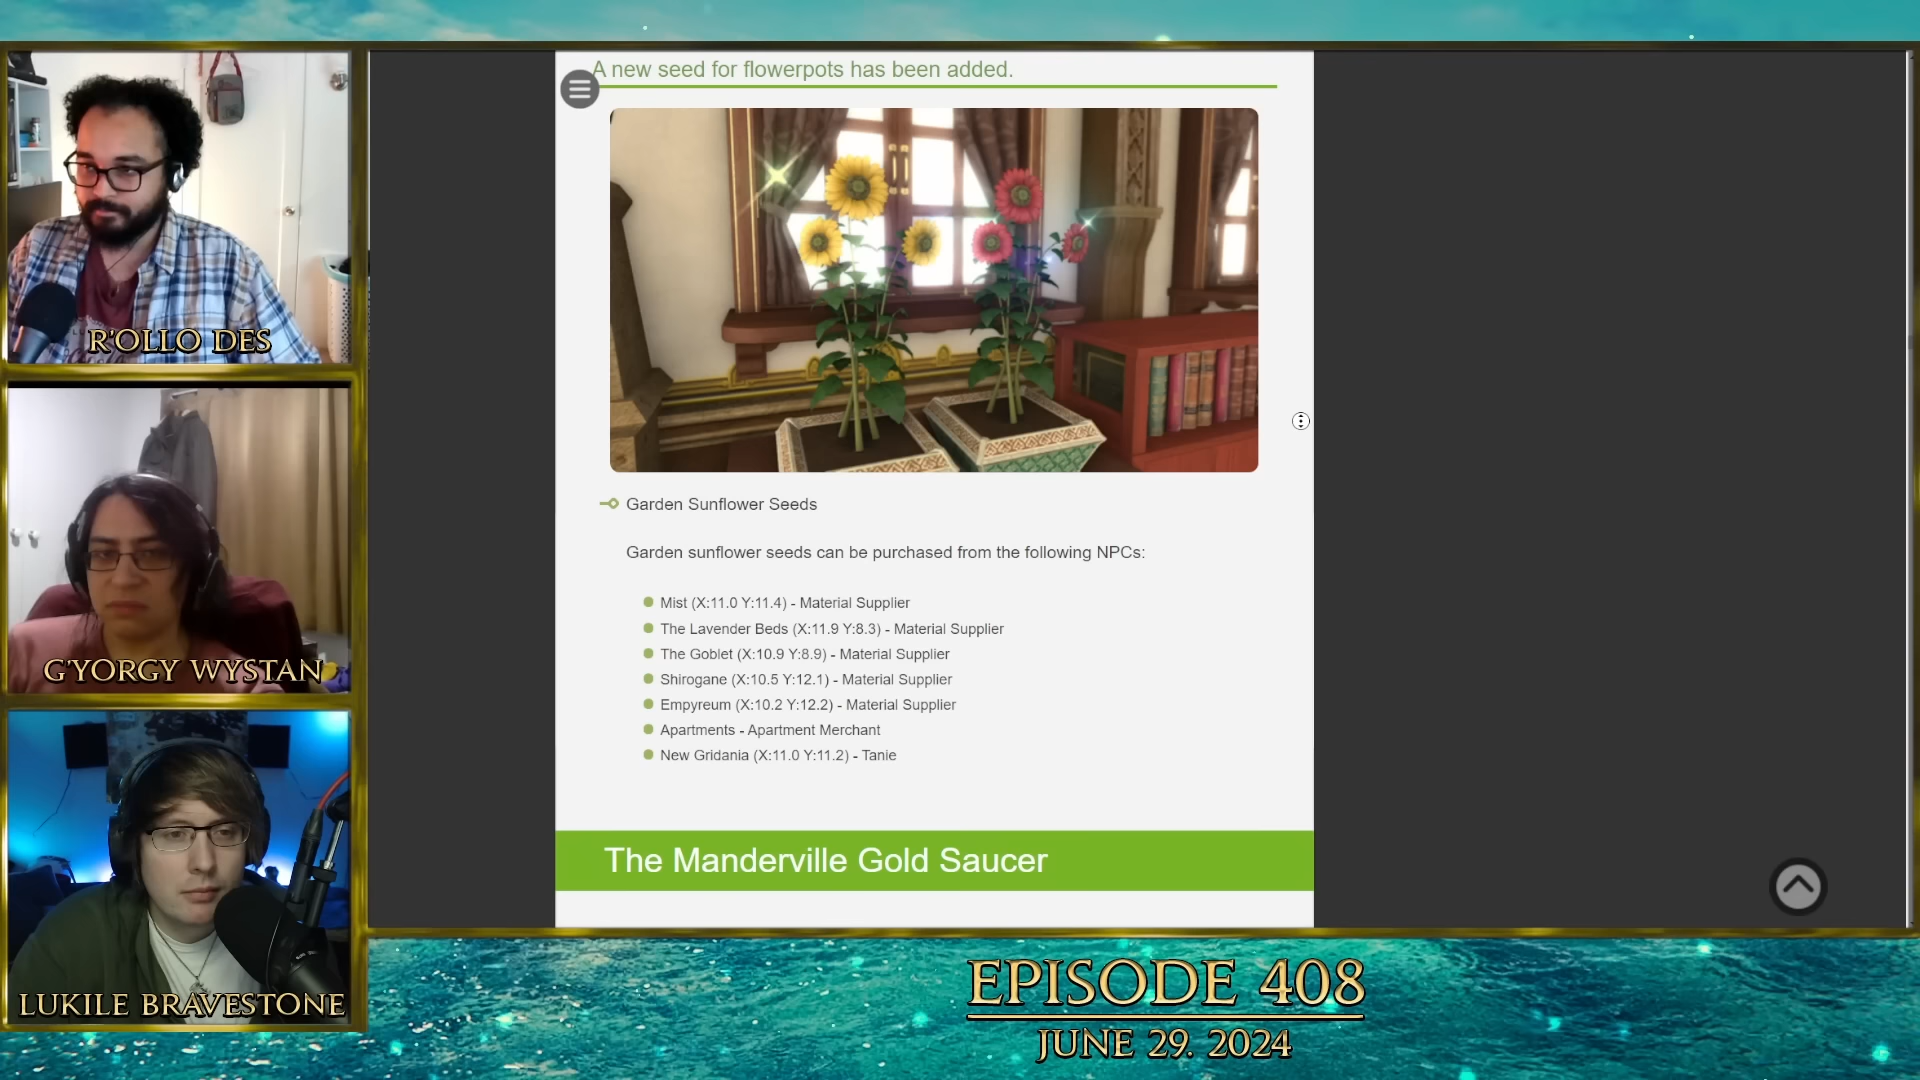 A new seed for flowerpots has been added.
R'OLLO DES
G'YORGY WYSTAN
LUKILE BRAVESTONE
Garden Sunflower Seeds
Garden sunflower seeds can be purchased from the following NPCs:
Mist (X:11.0 Y:11.4) - Material Supplier
The Lavender Beds (X:11.9 Y:8.3) - Material Supplier
The Goblet (X:10.9 Y:8.9) - Material Supplier
Shirogane (X:10.5 Y:12.1) - Material Supplier
Empyreum (X:10.2 Y:12.2) - Material Supplier
Apartments - Apartment Merchant
New Gridania (X:11.0 Y:11.2) - Tanie
The Manderville Gold Saucer
EPISODE 408
JUNE 29. 2024